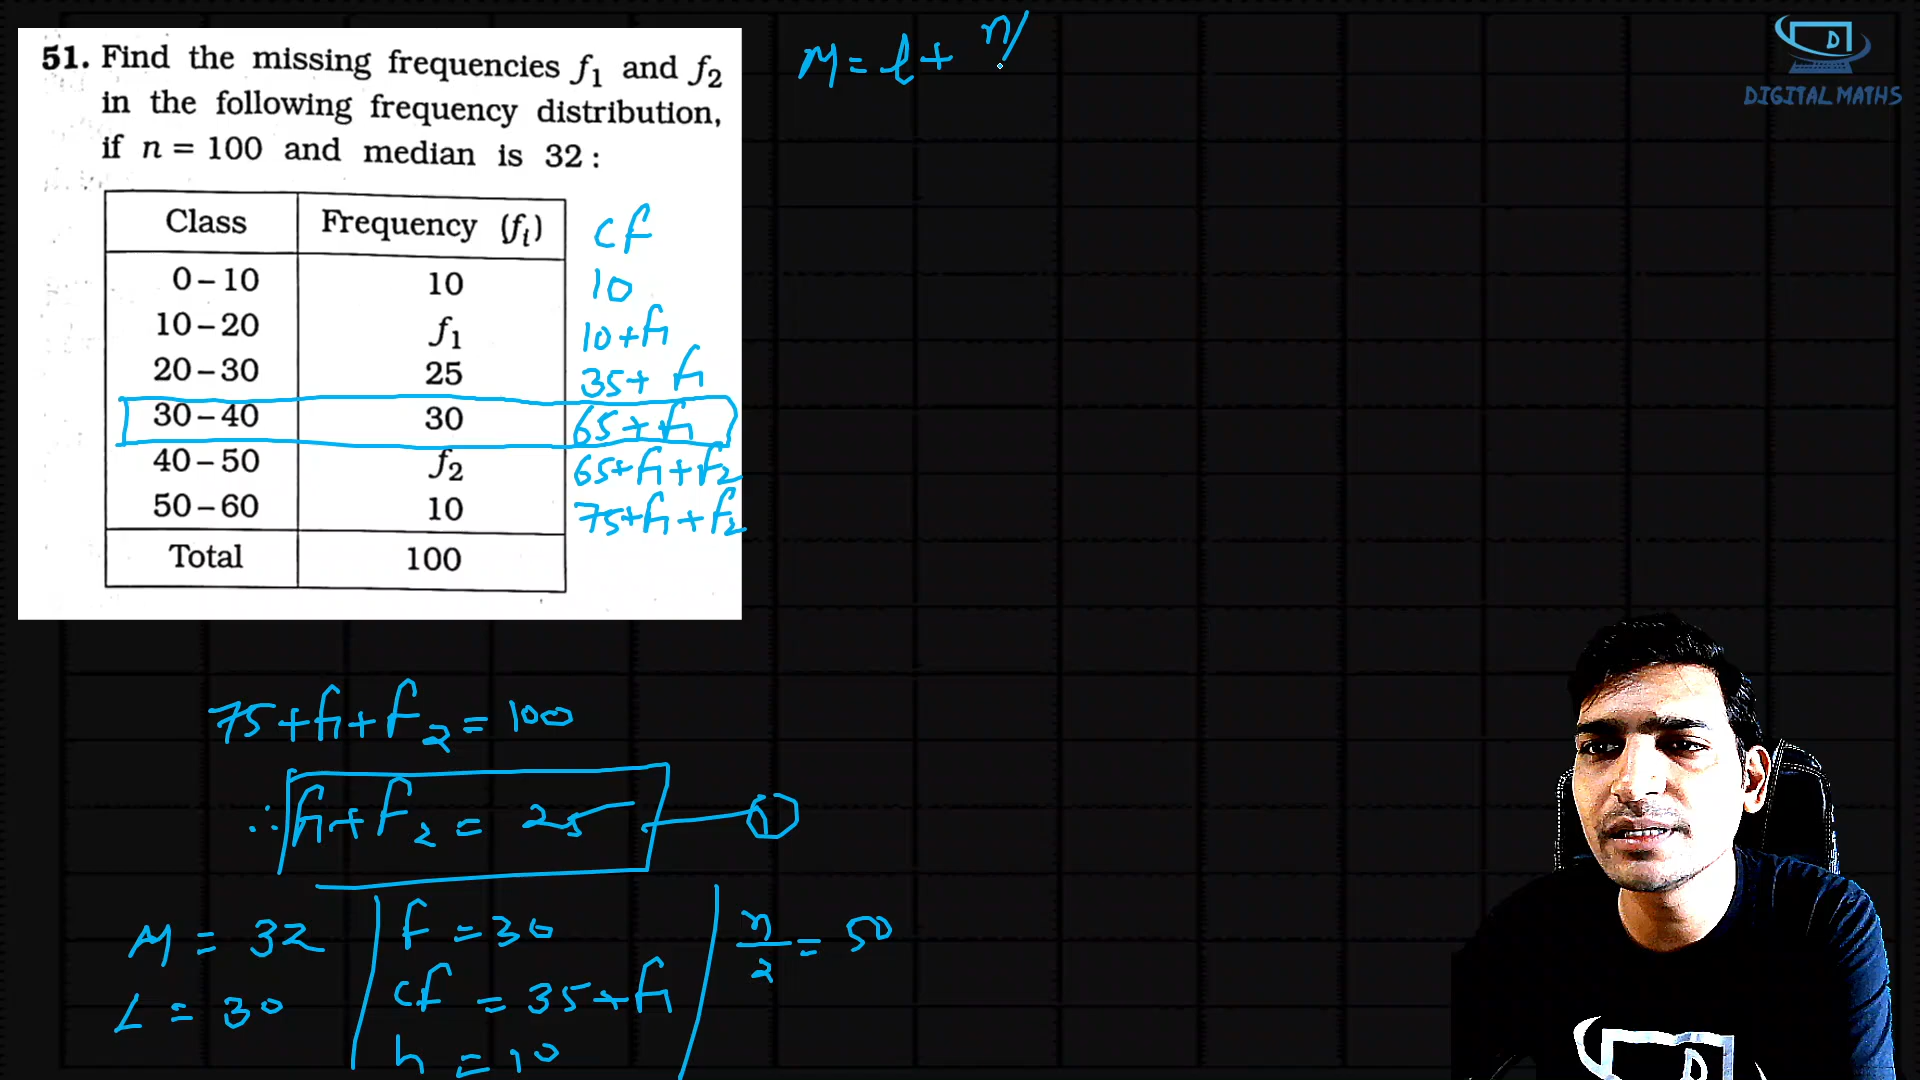 51. Find the missing frequencies f₁ and f₂
in the following frequency distribution,
if n = 100 and median is 32 :
Class Frequency (fᵢ) cf
0 – 10 10 10
10 – 20 f₁ 10+f₁
20 – 30 25 35+ f₁
30 – 40 30 65+f₁
40 – 50 f₂ 65+f₁+f₂
50 – 60 10 75+f₁+f₂
Total 100
M = l + n/
D
DIGITAL MATHS
75+f₁+f₂ = 100
∴ f₁+f₂ = 25 ①
M = 32
L = 30
f = 30
cf = 35+f₁
h = 10
n/2 = 50
D